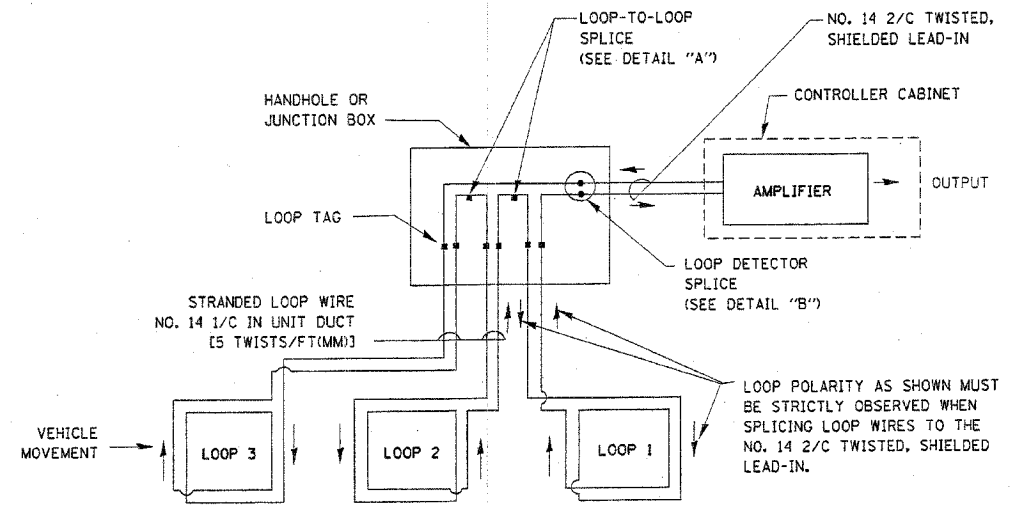 LOOP-TO-LOOP
SPLICE
(SEE DETAIL "A")
NO. 14 2/C TWISTED,
SHIELDED LEAD-IN
HANDHOLE OR
JUNCTION BOX
CONTROLLER CABINET
AMPLIFIER
OUTPUT
LOOP TAG
LOOP DETECTOR
SPLICE
(SEE DETAIL "B")
STRANDED LOOP WIRE
NO. 14 1/C IN UNIT DUCT
[5 TWISTS/FT(MM)]
LOOP POLARITY AS SHOWN MUST
BE STRICTLY OBSERVED WHEN
SPLICING LOOP WIRES TO THE
NO. 14 2/C TWISTED, SHIELDED
LEAD-IN.
VEHICLE
MOVEMENT
LOOP 3
LOOP 2
LOOP 1